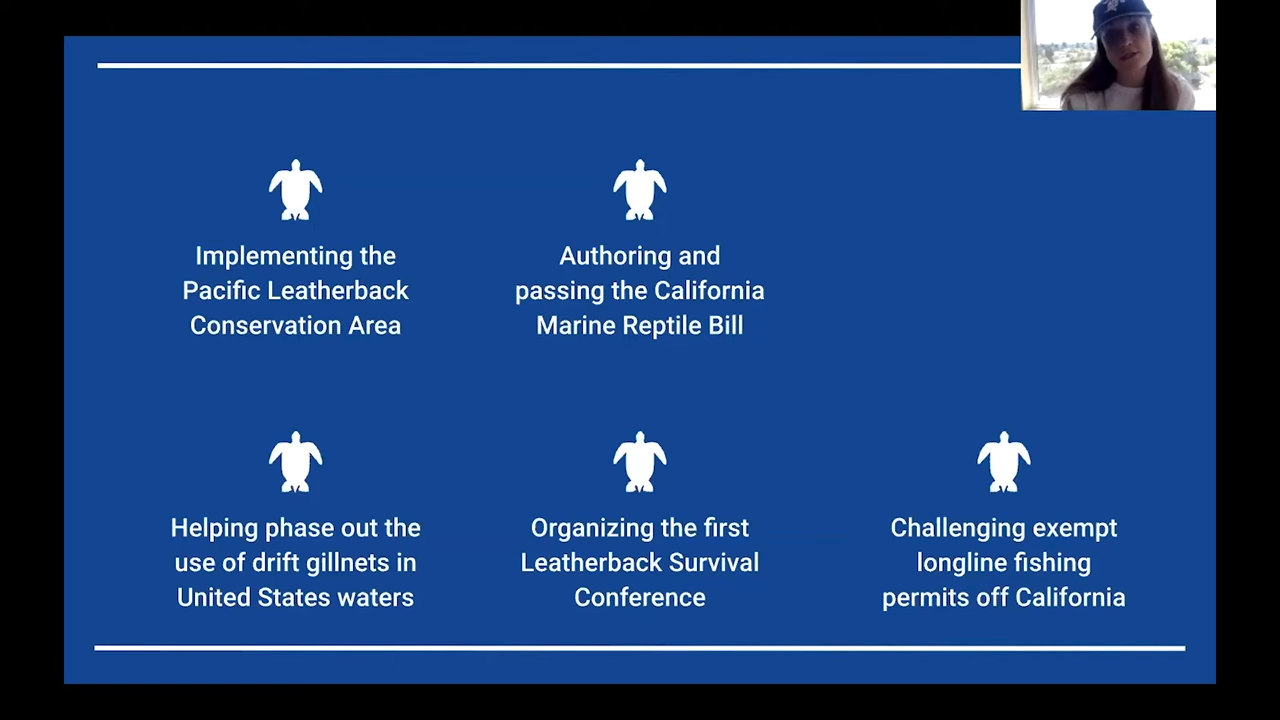 Implementing the
Pacific Leatherback
Conservation Area
Authoring and
passing the California
Marine Reptile Bill
Helping phase out the
use of drift gillnets in
United States waters
Organizing the first
Leatherback Survival
Conference
Challenging exempt
longline fishing
permits off California